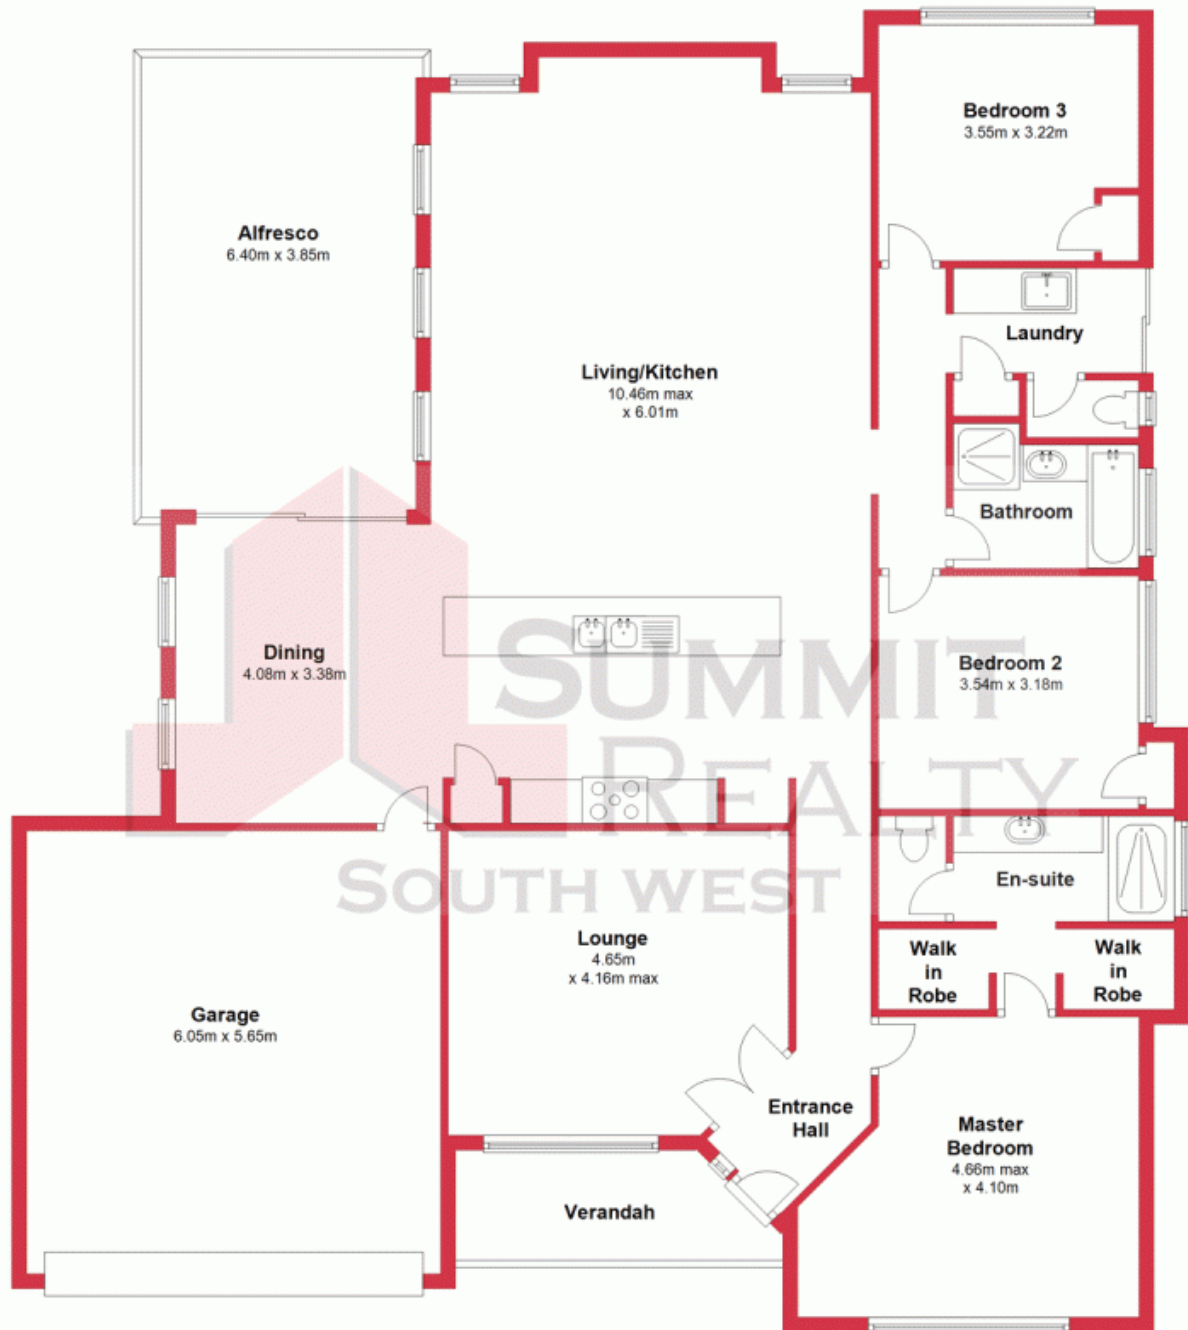 Bedroom 3
3.55m x 3.22m
Alfresco
6.40m x 3.85m
Laundry
Living/Kitchen
10.46m max
x 6.01m
Bathroom
Dining
4.08m x 3.38m
Bedroom 2
3.54m x 3.18m
SUMMIT
REALTY
SOUTH WEST
En-suite
Lounge
4.65m
x 4.16m max
Walk
in
Robe
Walk
in
Robe
Garage
6.05m x 5.65m
Entrance
Hall
Master
Bedroom
4.66m max
x 4.10m
Verandah